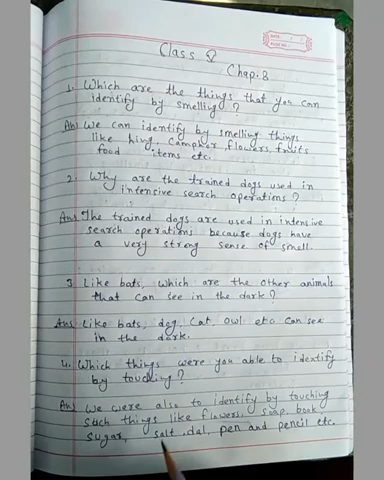 DATE
PAGE NO.
Class
Chap. 8
1. Which are the things that you can
identify by smelling ?
Ans We can identify by smelling things
like hing, Camphor, flowers, fruits
food items etc.
2. Why are the trained dogs used in
intensive search operations ?
Ans The trained dogs are used in intensive
search operations because dogs have
a very strong sense of smell.
3 Like bats, which are the other animals
that can see in the dark ?
Ans Like bats, dog, Cat, owl etc can see
in the dark.
4. Which things were you able to identify
by touching ?
Ans We were also to identify by touching
such things like flowers, soap, book
sugar, salt, dal, pen and pencil etc.